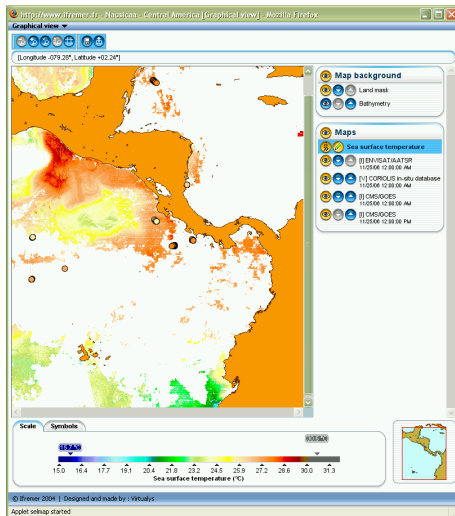 http://www.ifremer.fr - Nausicaa - Central America [Graphical view] - Mozilla Firefox
Graphical view
[Longitude -079.28°, Latitude +02.24°]
Map background
Land mask
Bathymetry
Maps
Sea surface temperature
[I] ENVISAT/AATSR
11/25/06 12:00:00 AM
[V] CORIOLIS in-situ database
11/25/06 12:00:00 AM
[I] CMS/GOES
11/25/06 12:00:00 AM
[I] CMS/GOES
11/25/06 12:00:00 PM
Scale
Symbols
15.0 16.4 17.7 19.1 20.4 21.8 23.2 24.5 25.9 27.2 28.6 30.0 31.3
Sea surface temperature (°C)
© Ifremer 2004 | Designed and made by : Virtualys
Applet selmap started